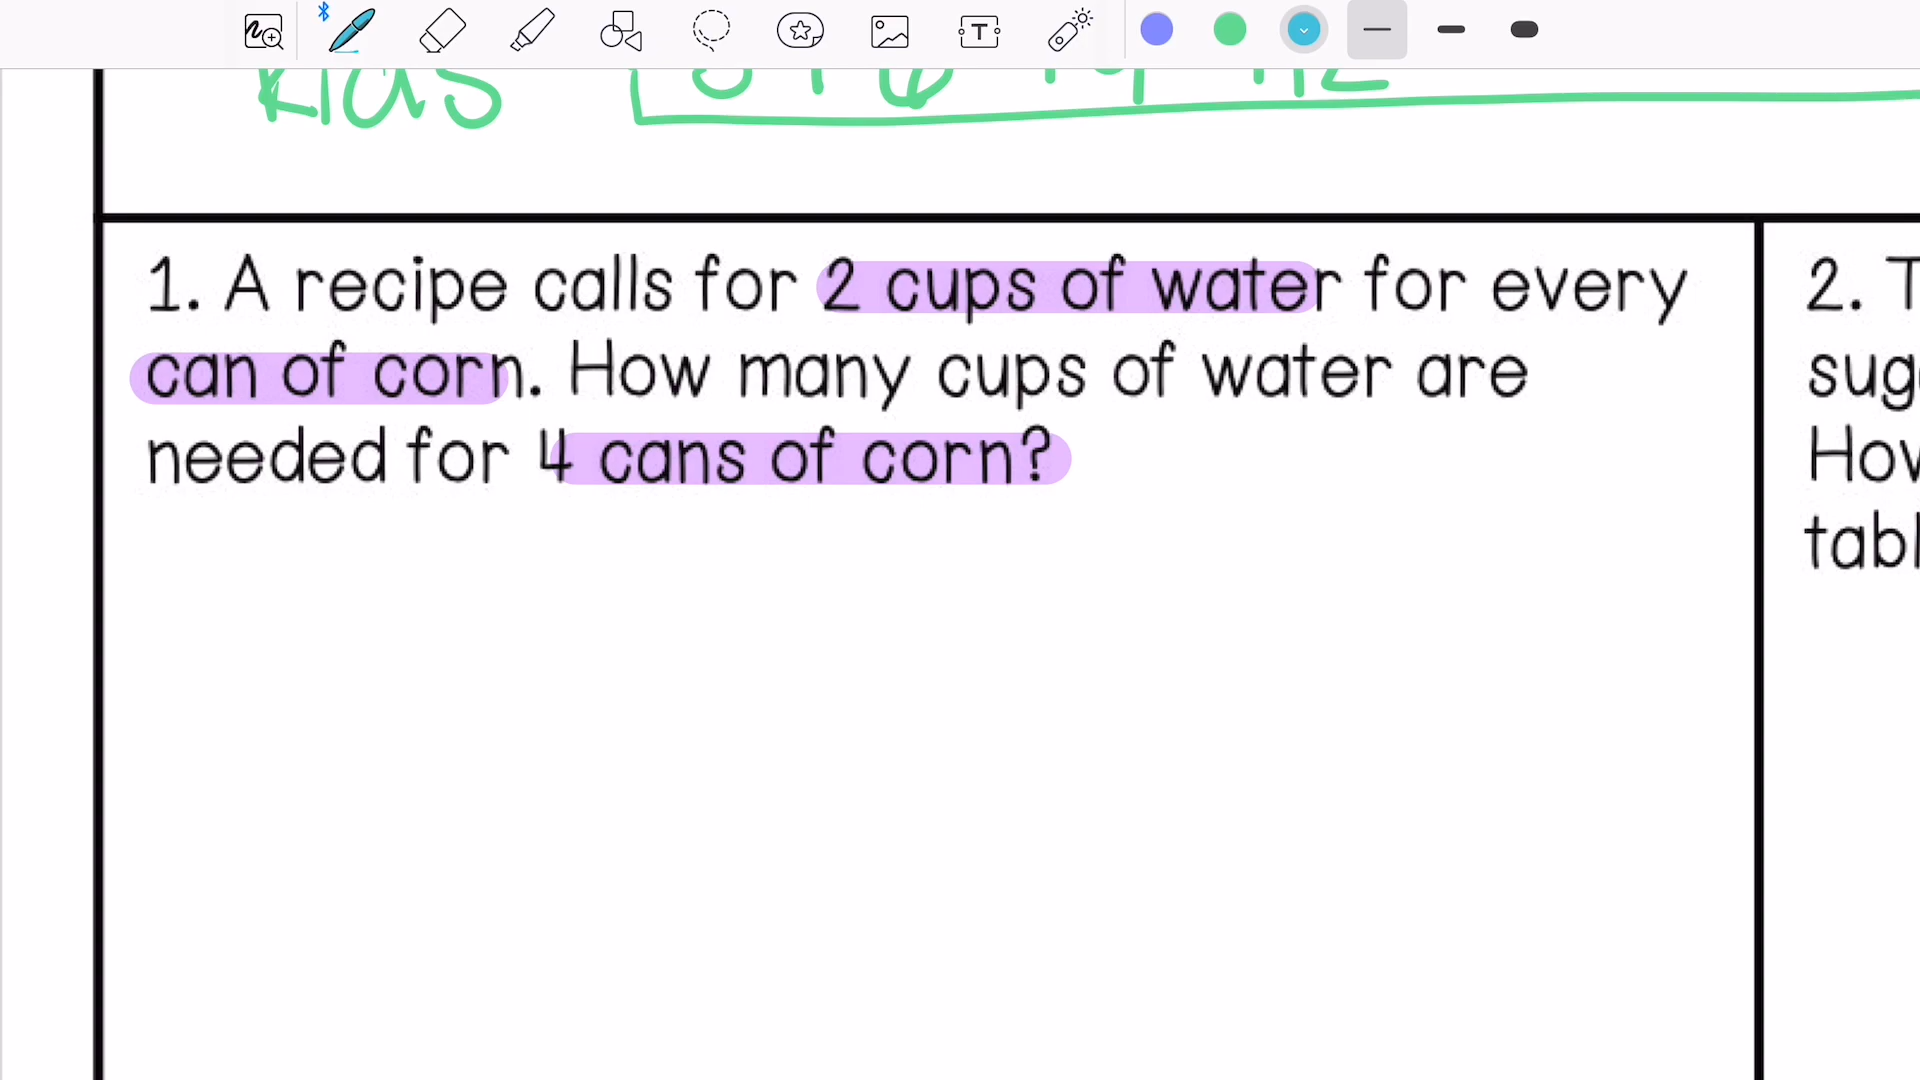 kids
1. A recipe calls for 2 cups of water for every
can of corn. How many cups of water are
needed for 4 cans of corn?
2. T
sug
How
tabl